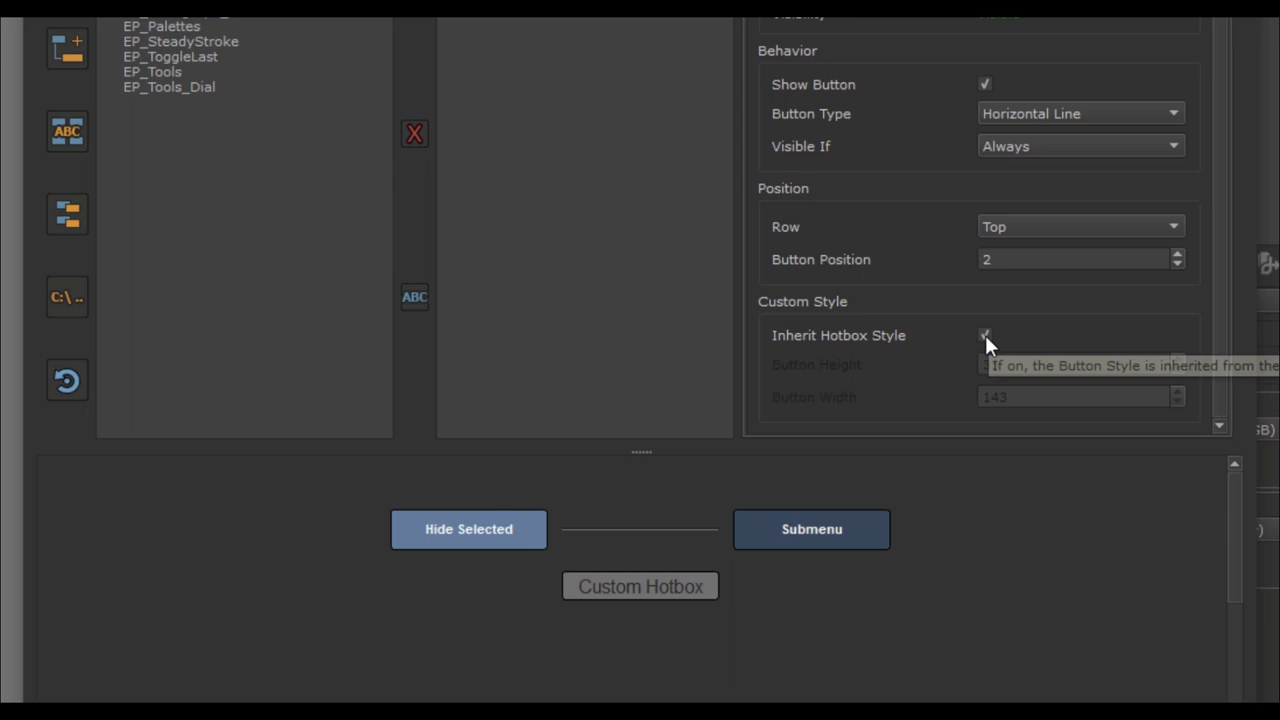 EP_Palettes
EP_SteadyStroke
EP_ToggleLast
EP_Tools
EP_Tools_Dial
ABC
C:\ ..
X
ABC
Visibility
Behavior
Show Button
Button Type Horizontal Line
Visible If Always
Position
Row Top
Button Position 2
Custom Style
Inherit Hotbox Style
Button Height
If on, the Button Style is inherited from the
Button Width 143
GB)
Hide Selected
Submenu
Custom Hotbox